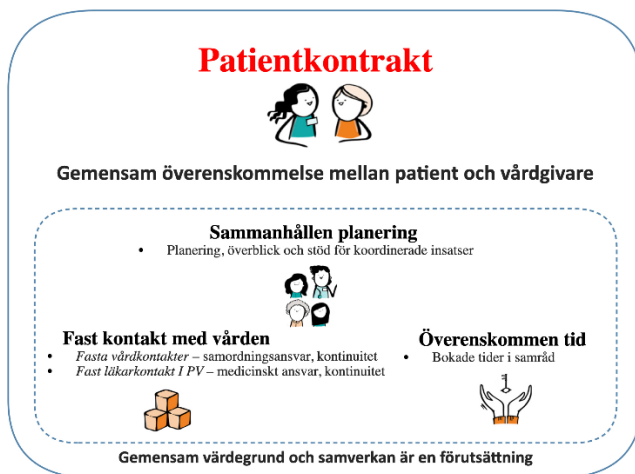 Patientkontrakt
Gemensam överenskommelse mellan patient och vårdgivare
Sammanhållen planering
• Planering, överblick och stöd för koordinerade insatser
Fast kontakt med vården
• Fasta vårdkontakter – samordningsansvar, kontinuitet
• Fast läkarkontakt I PV – medicinskt ansvar, kontinuitet
Överenskommen tid
• Bokade tider i samråd
Gemensam värdegrund och samverkan är en förutsättning